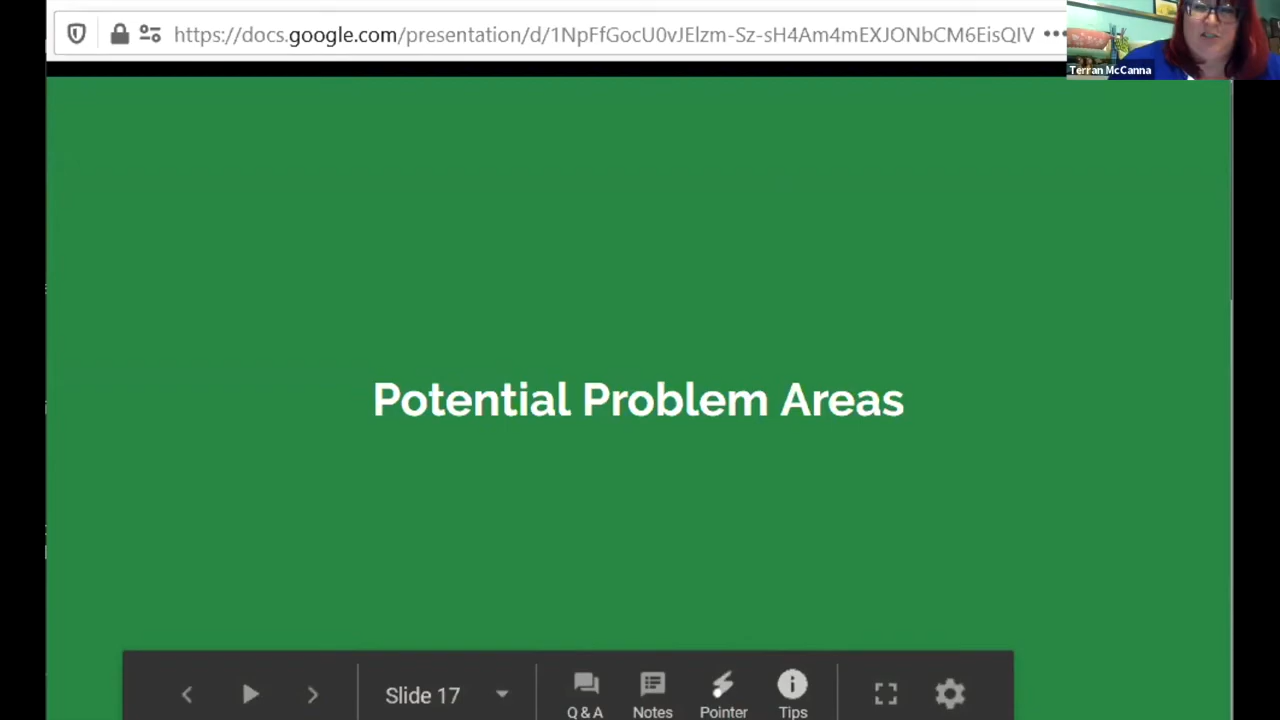 https://docs.google.com/presentation/d/1NpFfGocU0vJElzm-Sz-sH4Am4mEXJONbCM6EisQIV
Terran McCanna
Potential Problem Areas
Slide 17
Q & A
Notes
Pointer
Tips